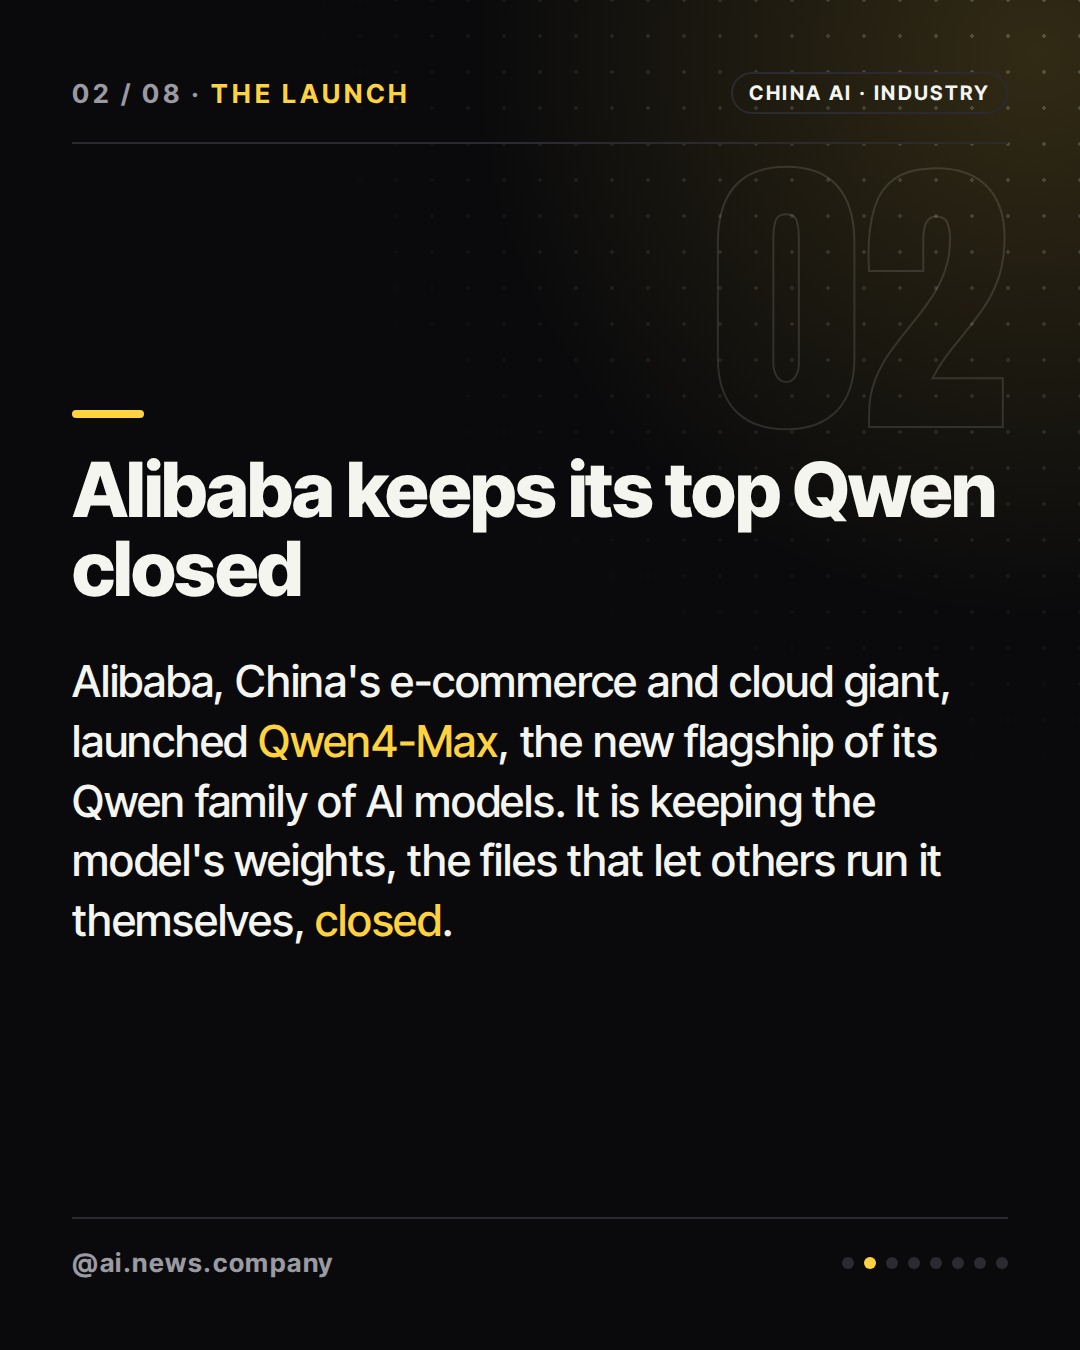 02 / 08 · THE LAUNCH
CHINA AI · INDUSTRY
02
Alibaba keeps its top Qwen
closed
Alibaba, China's e-commerce and cloud giant,
launched Qwen4-Max, the new flagship of its
Qwen family of AI models. It is keeping the
model's weights, the files that let others run it
themselves, closed.
@ai.news.company